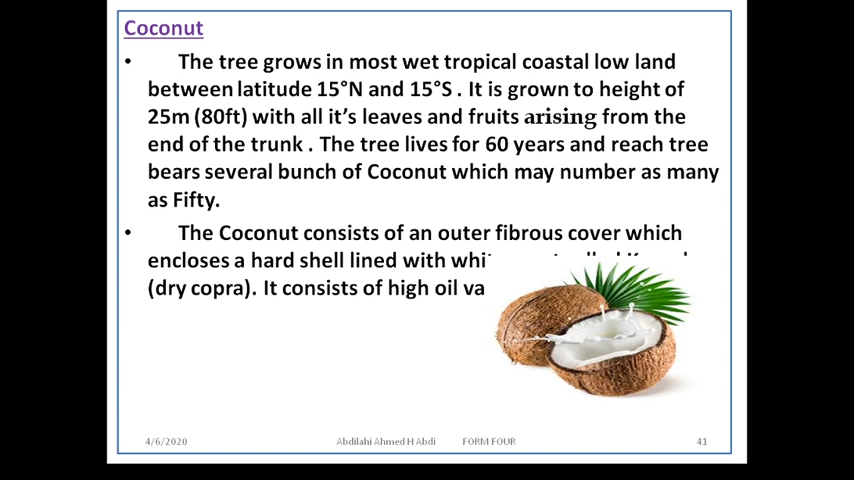 Coconut
• The tree grows in most wet tropical coastal low land
between latitude 15°N and 15°S . It is grown to height of
25m (80ft) with all it's leaves and fruits arising from the
end of the trunk . The tree lives for 60 years and reach tree
bears several bunch of Coconut which may number as many
as Fifty.
• The Coconut consists of an outer fibrous cover which
encloses a hard shell lined with
(dry copra). It consists of high oil
4/6/2020 Abdilahi Ahmed H Abdi FORM FOUR 41